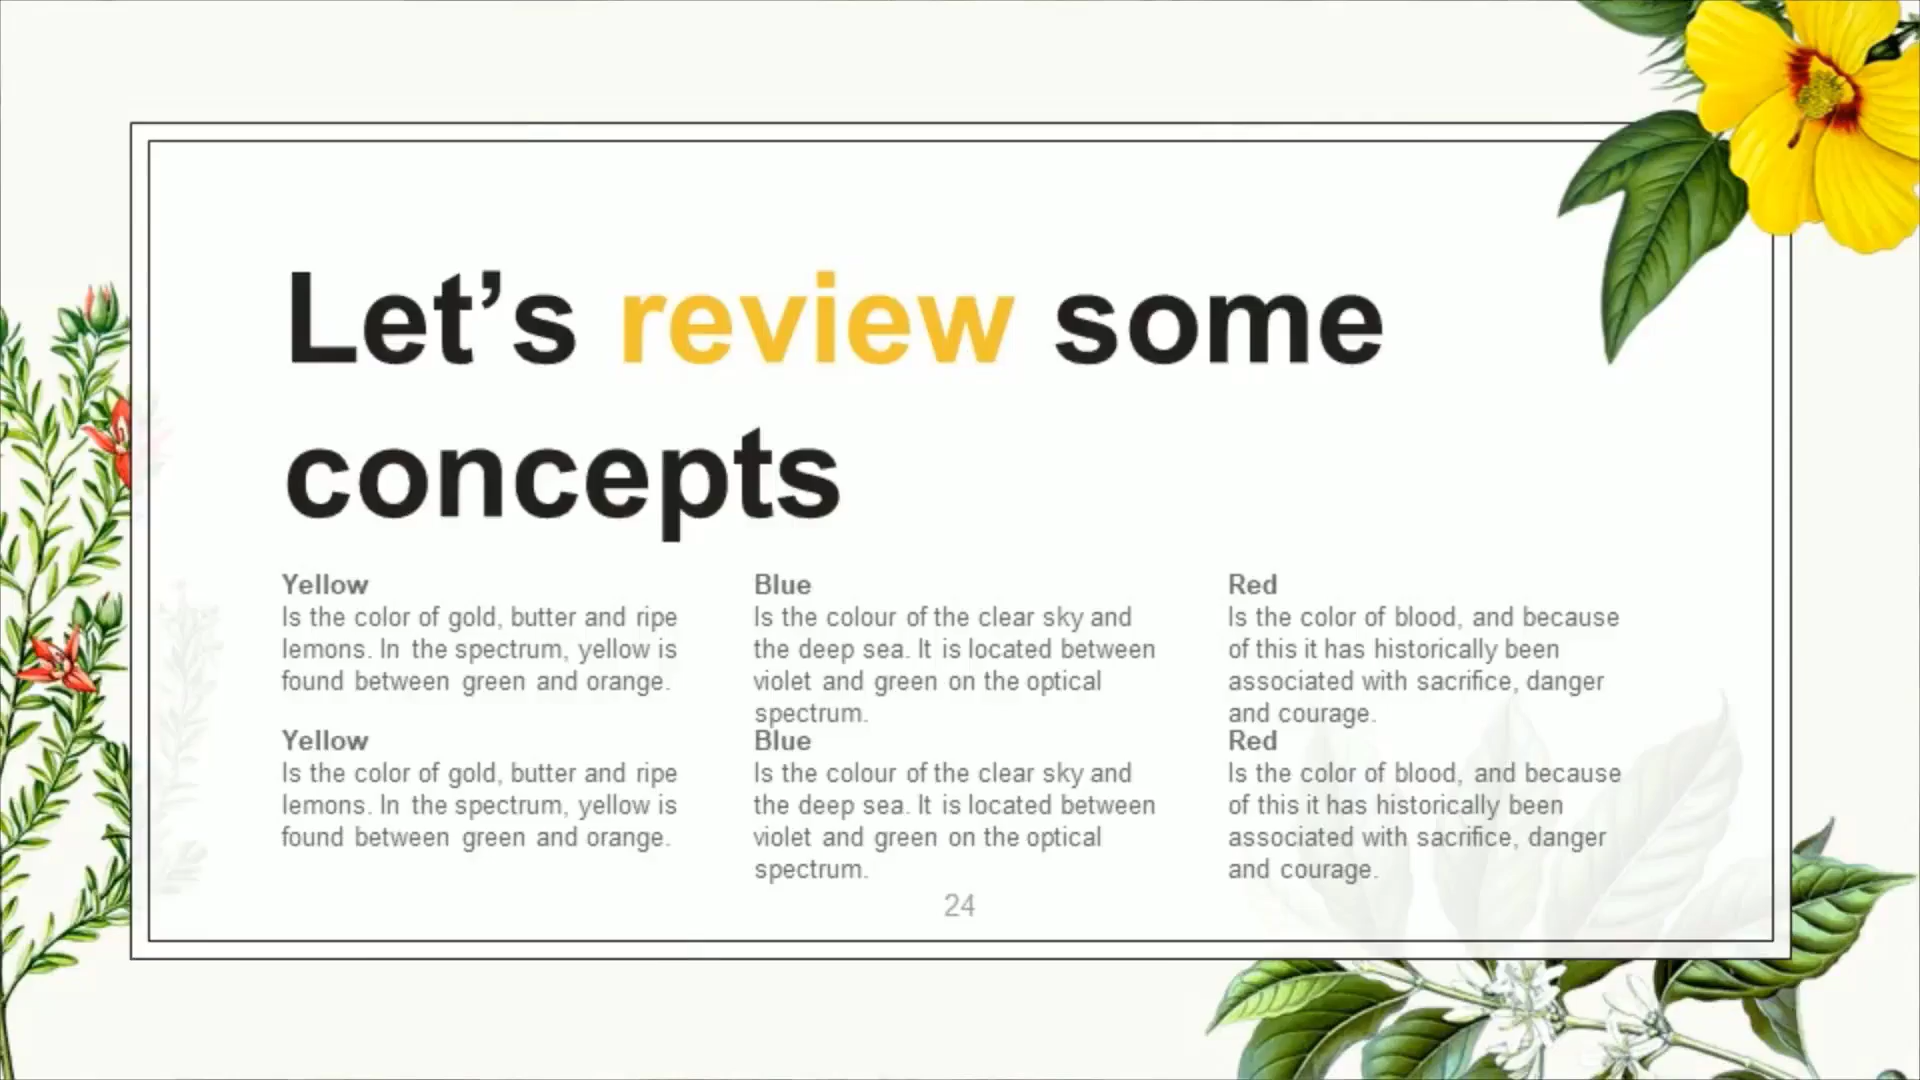 Let’s review some
concepts
Yellow
Is the color of gold, butter and ripe
lemons. In the spectrum, yellow is
found between green and orange.
Blue
Is the colour of the clear sky and
the deep sea. It is located between
violet and green on the optical
spectrum.
Red
Is the color of blood, and because
of this it has historically been
associated with sacrifice, danger
and courage.
Yellow
Is the color of gold, butter and ripe
lemons. In the spectrum, yellow is
found between green and orange.
Blue
Is the colour of the clear sky and
the deep sea. It is located between
violet and green on the optical
spectrum.
Red
Is the color of blood, and because
of this it has historically been
associated with sacrifice, danger
and courage.
24